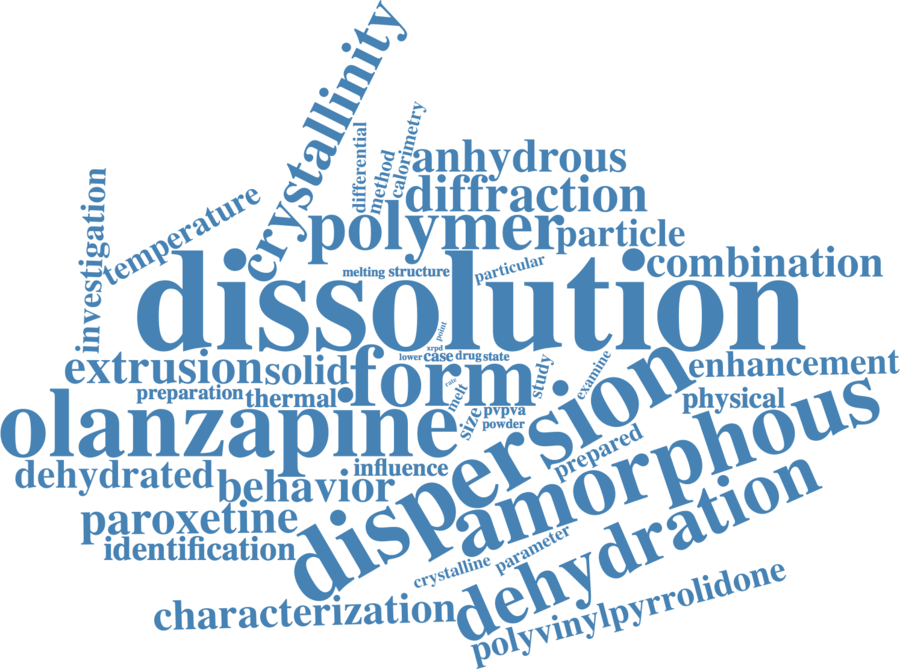 crystallinity
differential
method
calorimetry
anhydrous
diffraction
polymer
particle
investigation
temperature
melting
structure
particular
combination
dissolution
point
xrpd
lower
case
drug
state
extrusion
solid
form
rate
melt
study
examine
enhancement
preparation
thermal
size
pvpva
powder
physical
olanzapine
dispersion
amorphous
prepared
influence
dehydrated
behavior
paroxetine
identification
crystalline
parameter
dehydration
characterization
polyvinylpyrrolidone